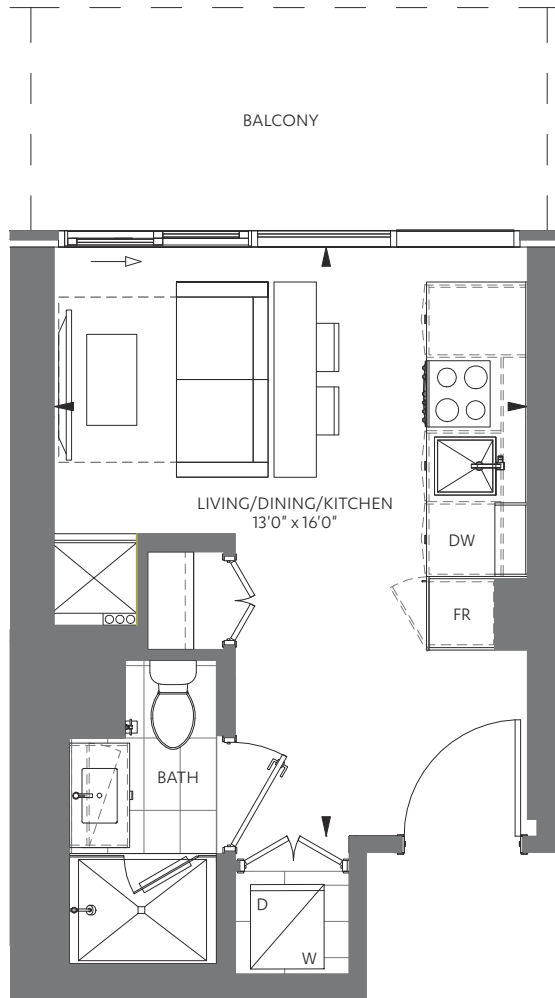 BALCONY
LIVING/DINING/KITCHEN
13'0" x 16'0"
DW
FR
BATH
D
W